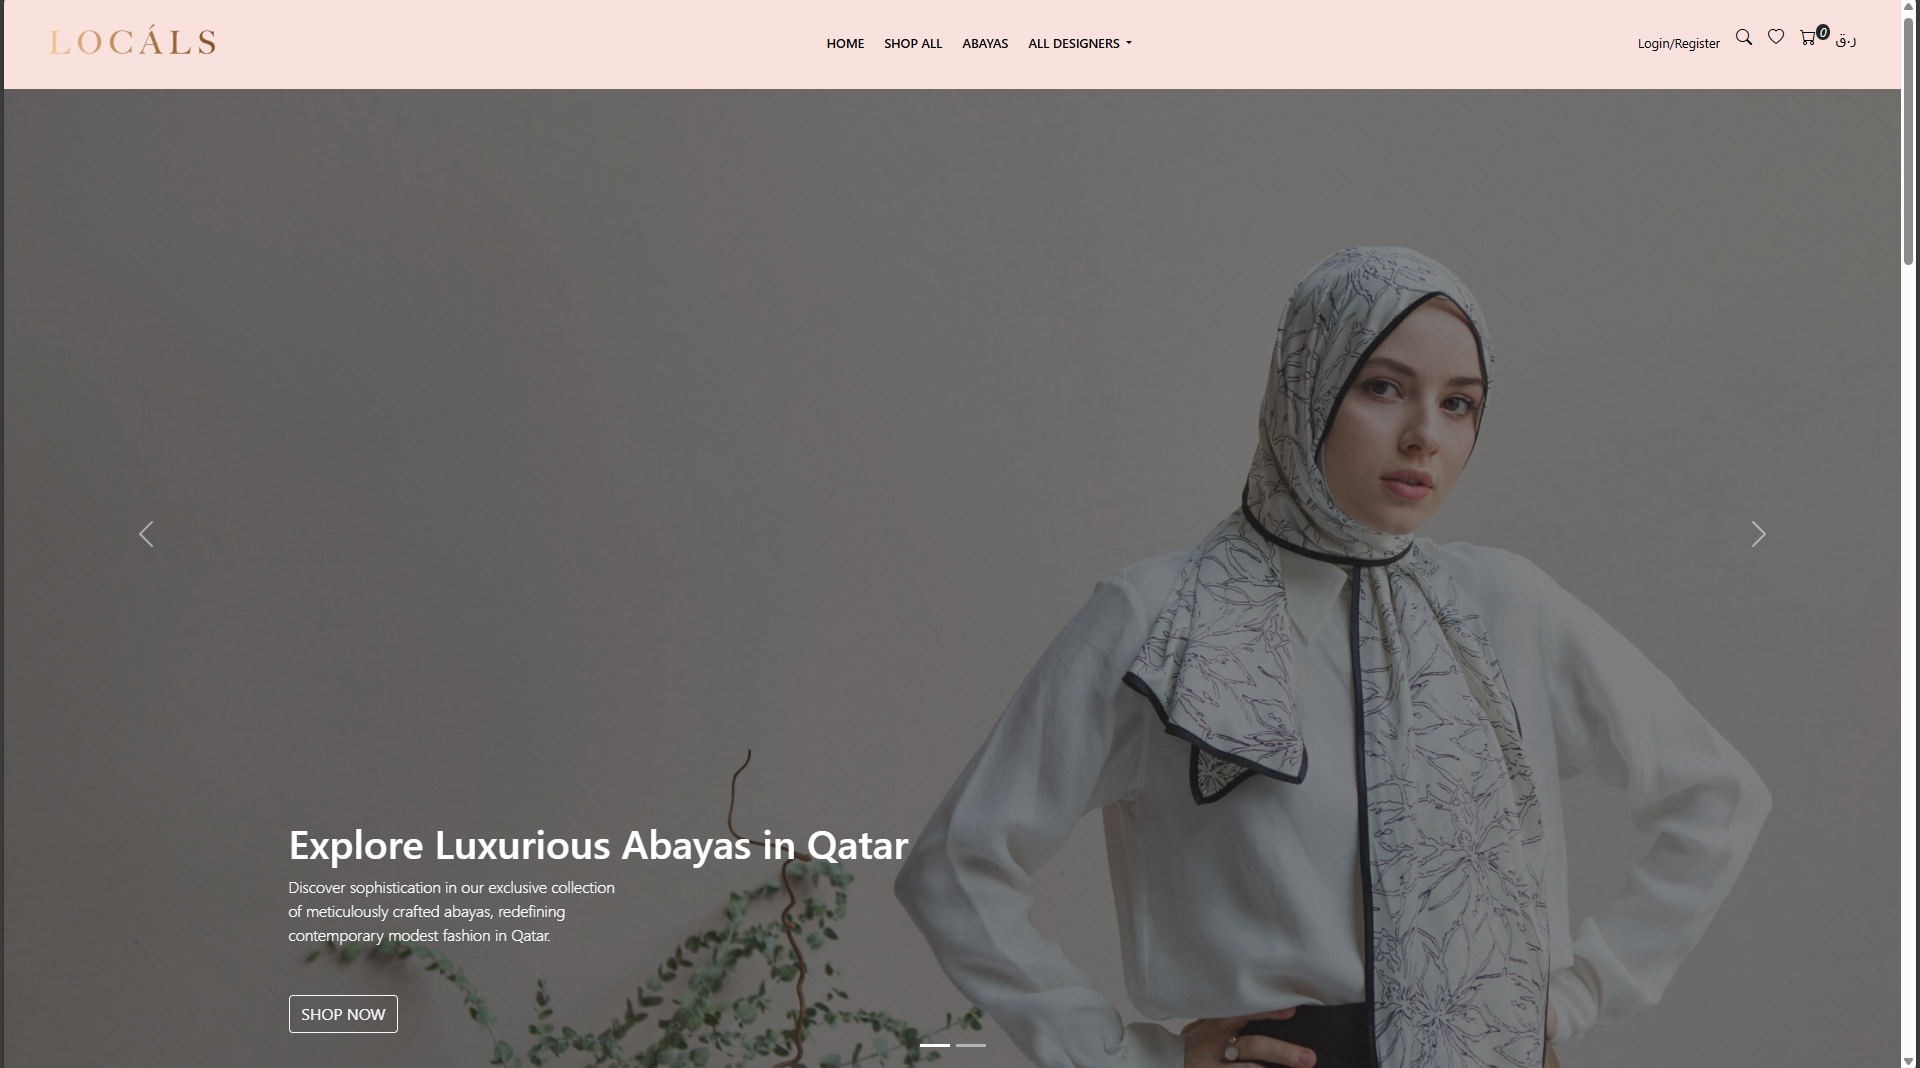 LOCÁLS
HOME SHOP ALL ABAYAS ALL DESIGNERS
Login/Register 0 ر.ق
Explore Luxurious Abayas in Qatar
Discover sophistication in our exclusive collection
of meticulously crafted abayas, redefining
contemporary modest fashion in Qatar.
SHOP NOW